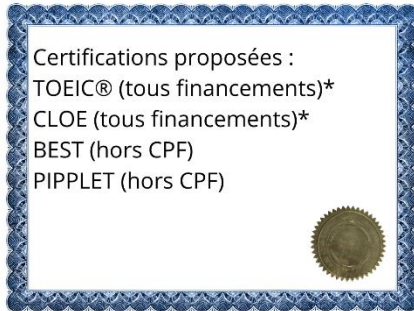 Certifications proposées :
TOEIC® (tous financements)*
CLOE (tous financements)*
BEST (hors CPF)
PIPPLET (hors CPF)